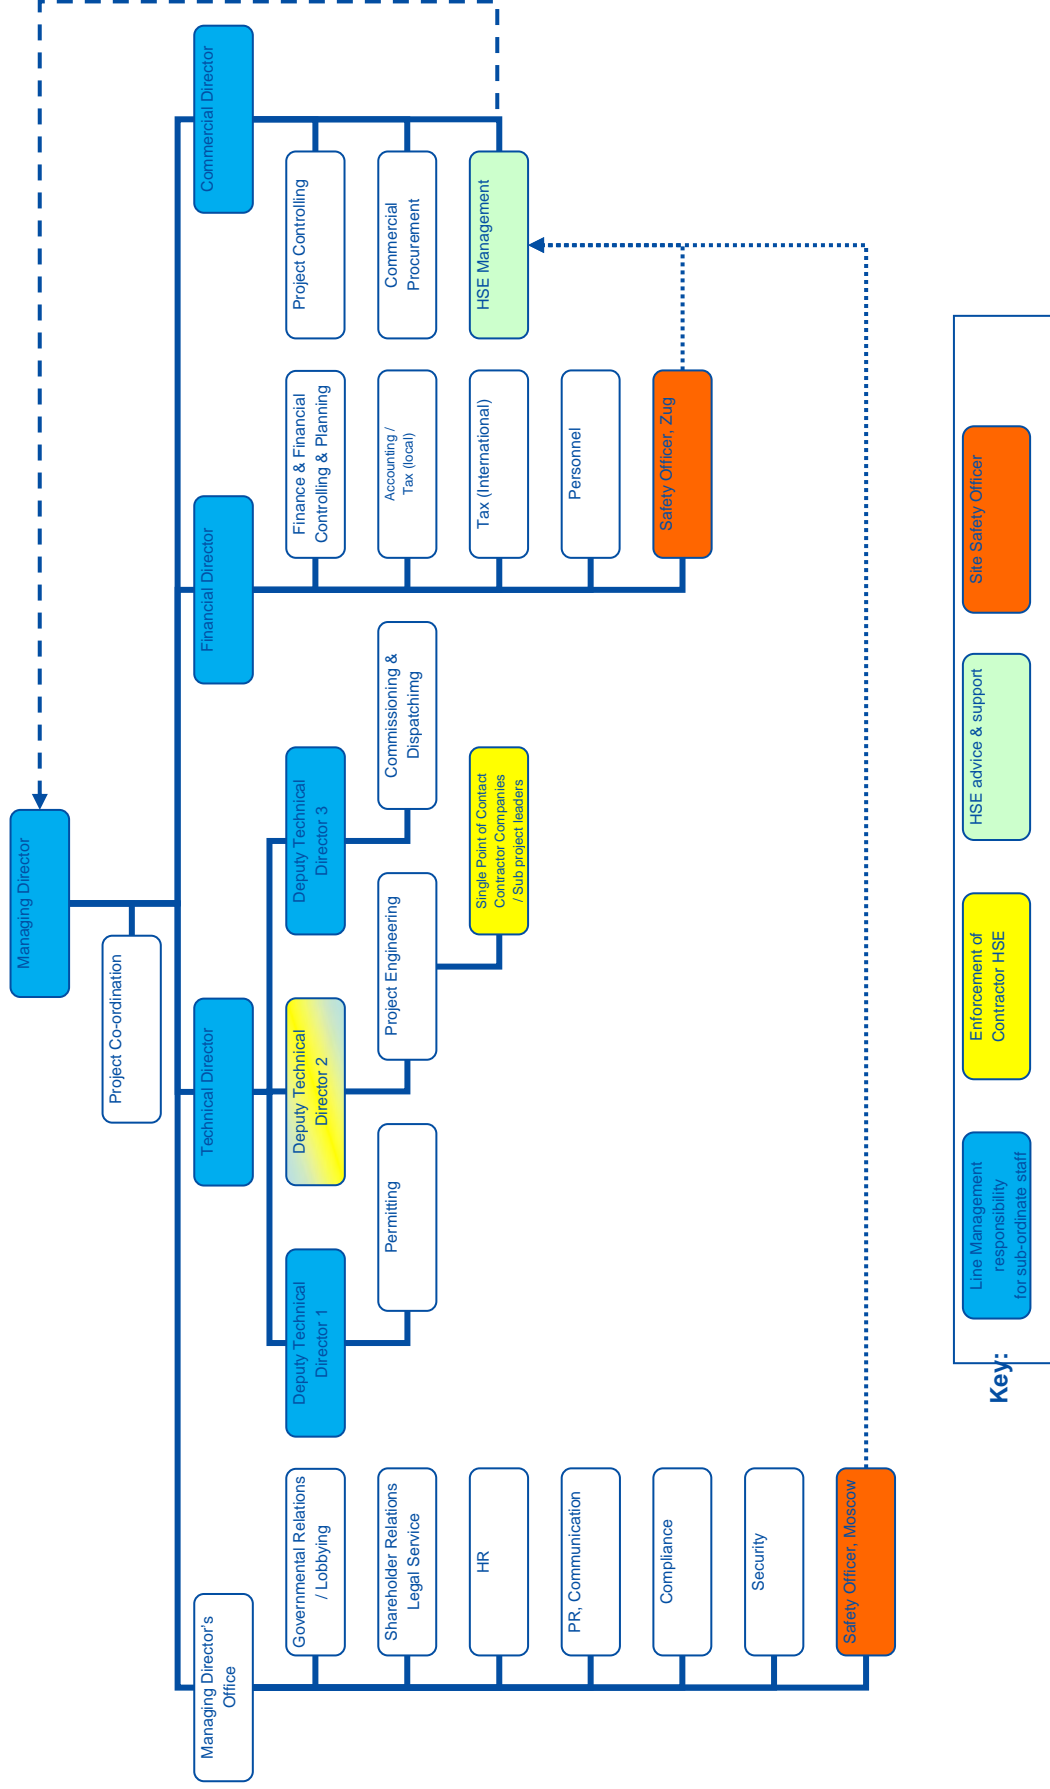 Managing Director
Project Co-ordination
Managing Director's
Office
Technical Director
Financial Director
Commercial Director
Governmental Relations
/ Lobbying
Shareholder Relations
Legal Service
HR
PR, Communication
Compliance
Security
Safety Officer, Moscow
Deputy Technical
Director 1
Permitting
Deputy Technical
Director 2
Project Engineering
Single Point of Contact
Contractor Companies
/ Sub project leaders
Deputy Technical
Director 3
Commissioning &
Dispatchimg
Finance & Financial
Controlling & Planning
Accounting /
Tax (local)
Tax (International)
Personnel
Safety Officer, Zug
Project Controlling
Commercial
Procurement
HSE Management
Key:
Line Management
responsibility
for sub-ordinate staff
Enforcement of
Contractor HSE
HSE advice & support
Site Safety Officer